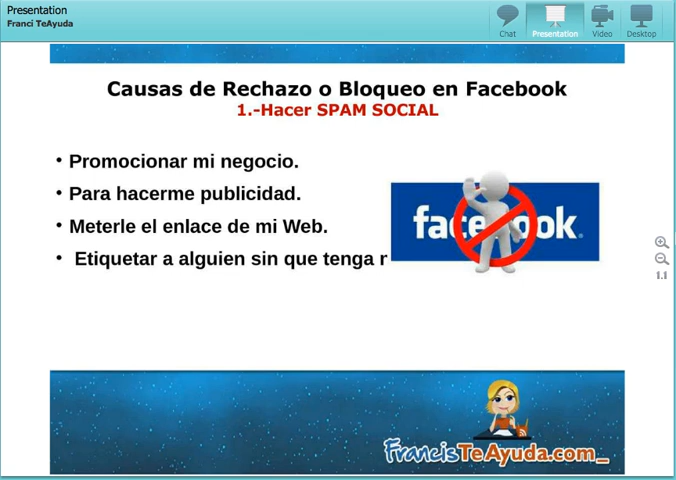 Presentation
Franci TeAyuda
Chat
Presentation
Video
Desktop
Causas de Rechazo o Bloqueo en Facebook
1.-Hacer SPAM SOCIAL
• Promocionar mi negocio.
• Para hacerme publicidad.
• Meterle el enlace de mi Web.
• Etiquetar a alguien sin que tenga r
facebook.
1.1
FrancisTeAyuda.com_